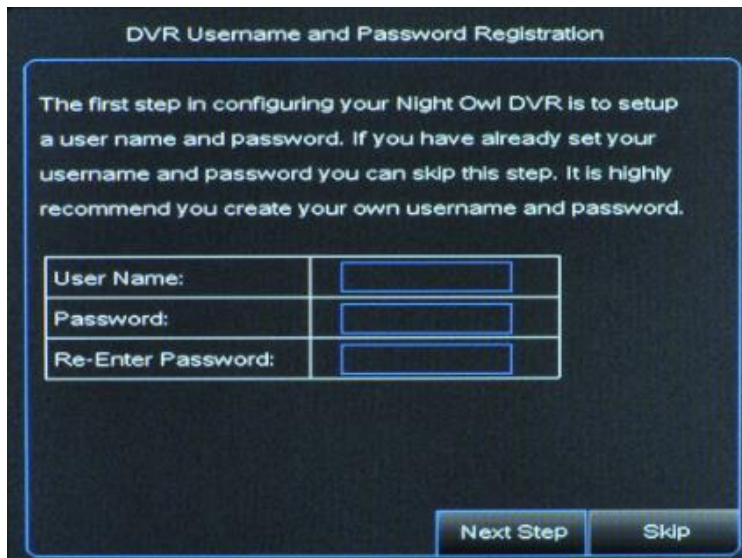 DVR Username and Password Registration
The first step in configuring your Night Owl DVR is to setup
a user name and password. If you have already set your
username and password you can skip this step. It is highly
recommend you create your own username and password.
User Name:
Password:
Re-Enter Password:
Next Step
Skip